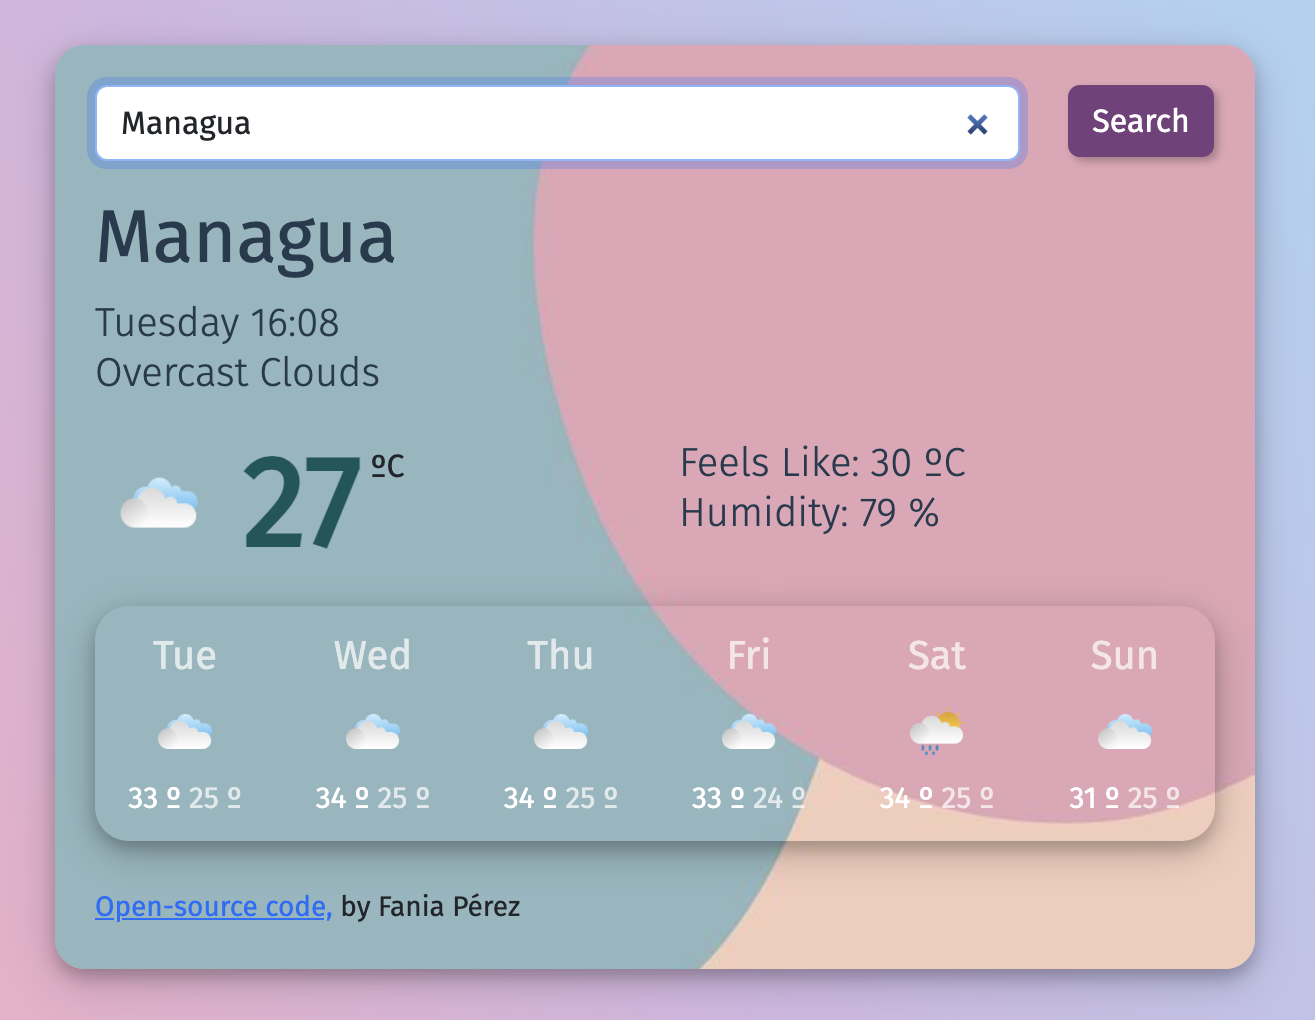 Managua
Search
Managua
Tuesday 16:08
Overcast Clouds
27 ºC
Feels Like: 30 ºC
Humidity: 79 %
Tue Wed Thu Fri Sat Sun
33 º 25 º 34 º 25 º 34 º 25 º 33 º 24 º 34 º 25 º 31 º 25 º
Open-source code, by Fania Pérez